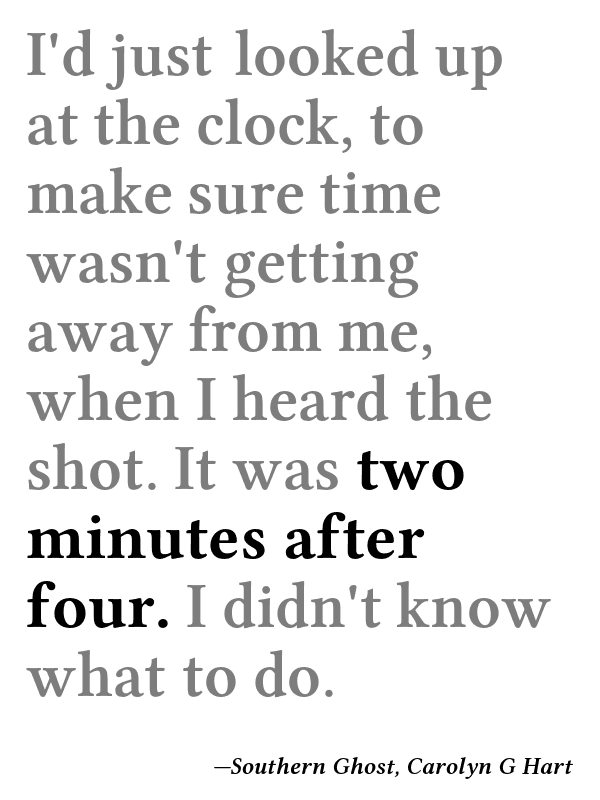 I'd just looked up
at the clock, to
make sure time
wasn't getting
away from me,
when I heard the
shot. It was two
minutes after
four. I didn't know
what to do.
—Southern Ghost, Carolyn G Hart